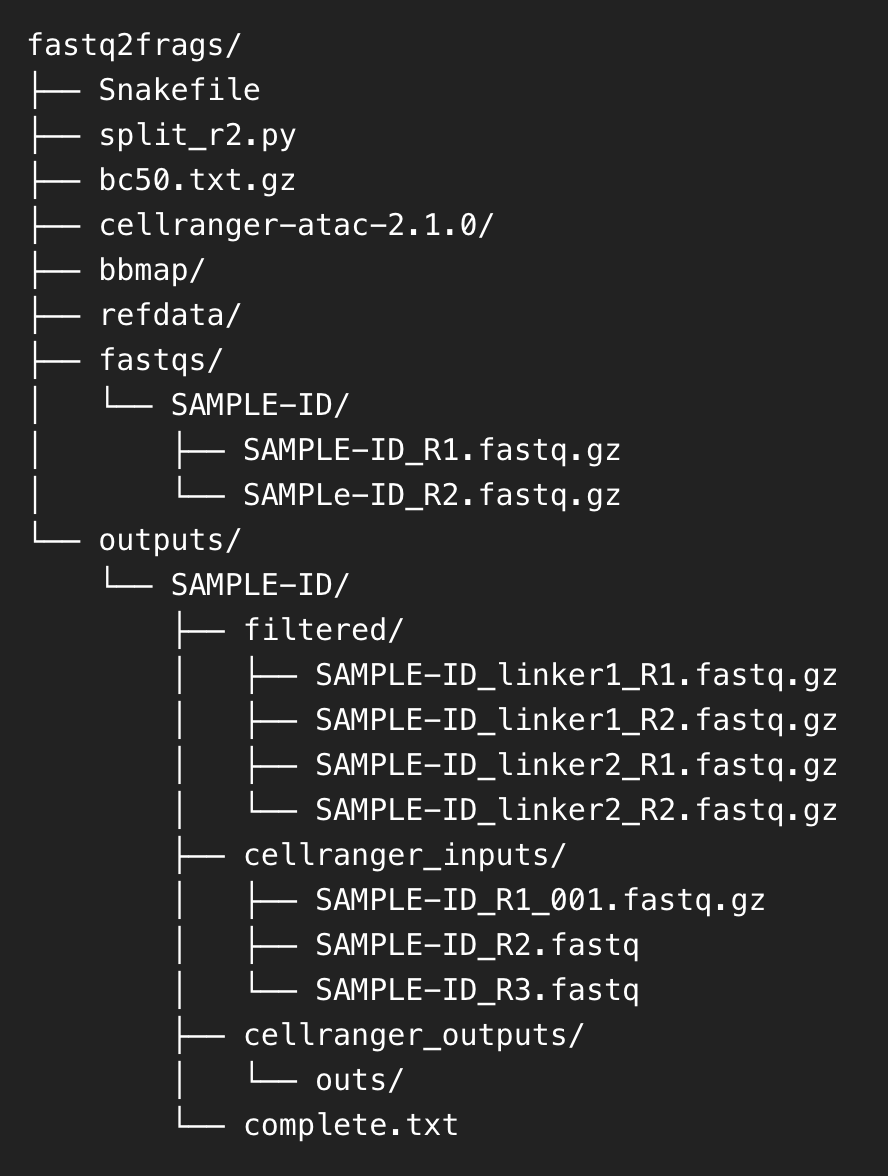 fastq2frags/
├── Snakefile
├── split_r2.py
├── bc50.txt.gz
├── cellranger-atac-2.1.0/
├── bbmap/
├── refdata/
├── fastqs/
│   └── SAMPLE-ID/
│       ├── SAMPLE-ID_R1.fastq.gz
│       └── SAMPLe-ID_R2.fastq.gz
└── outputs/
    └── SAMPLE-ID/
        ├── filtered/
        │   ├── SAMPLE-ID_linker1_R1.fastq.gz
        │   ├── SAMPLE-ID_linker1_R2.fastq.gz
        │   ├── SAMPLE-ID_linker2_R1.fastq.gz
        │   └── SAMPLE-ID_linker2_R2.fastq.gz
        ├── cellranger_inputs/
        │   ├── SAMPLE-ID_R1_001.fastq.gz
        │   ├── SAMPLE-ID_R2.fastq
        │   └── SAMPLE-ID_R3.fastq
        ├── cellranger_outputs/
        │   └── outs/
        └── complete.txt